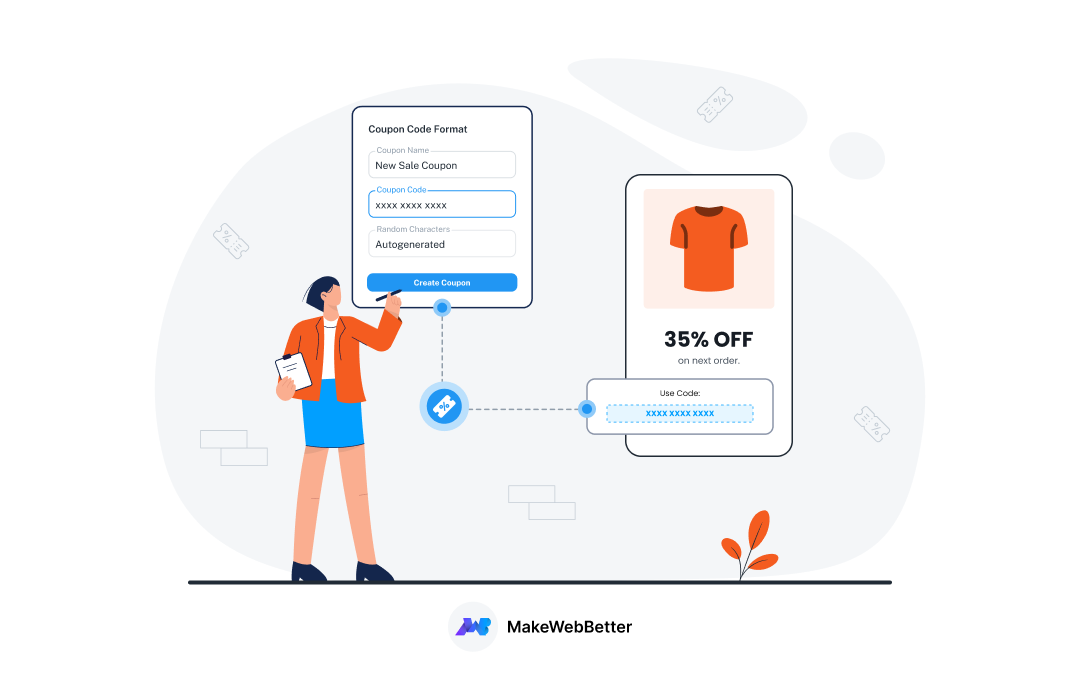 Coupon Code Format
Coupon Name
New Sale Coupon
Coupon Code
xxxx xxxx xxxx
Random Characters
Autogenerated
Create Coupon
35% OFF
on next order.
Use Code:
xxxx xxxx xxxx
MakeWebBetter